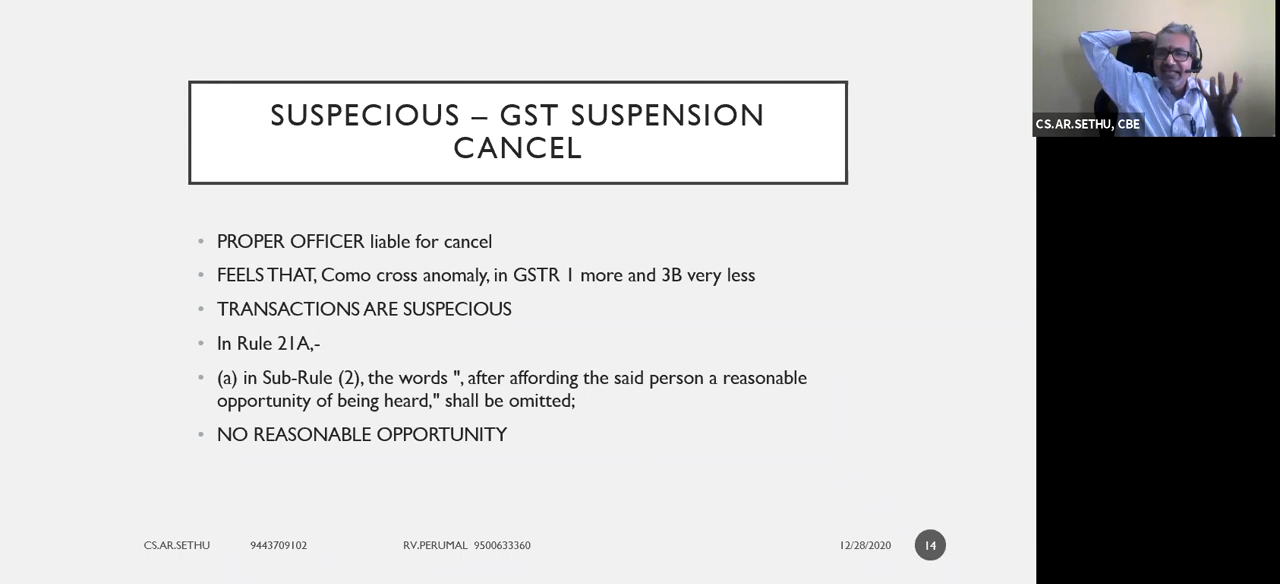 SUSPECIOUS – GST SUSPENSION
CANCEL
• PROPER OFFICER liable for cancel
• FEELS THAT, Como cross anomaly, in GSTR 1 more and 3B very less
• TRANSACTIONS ARE SUSPECIOUS
• In Rule 21A,-
• (a) in Sub-Rule (2), the words ", after affording the said person a reasonable
opportunity of being heard," shall be omitted;
• NO REASONABLE OPPORTUNITY
CS.AR.SETHU 9443709102 RV.PERUMAL 9500633360 12/28/2020 14
CS.AR.SETHU, CBE